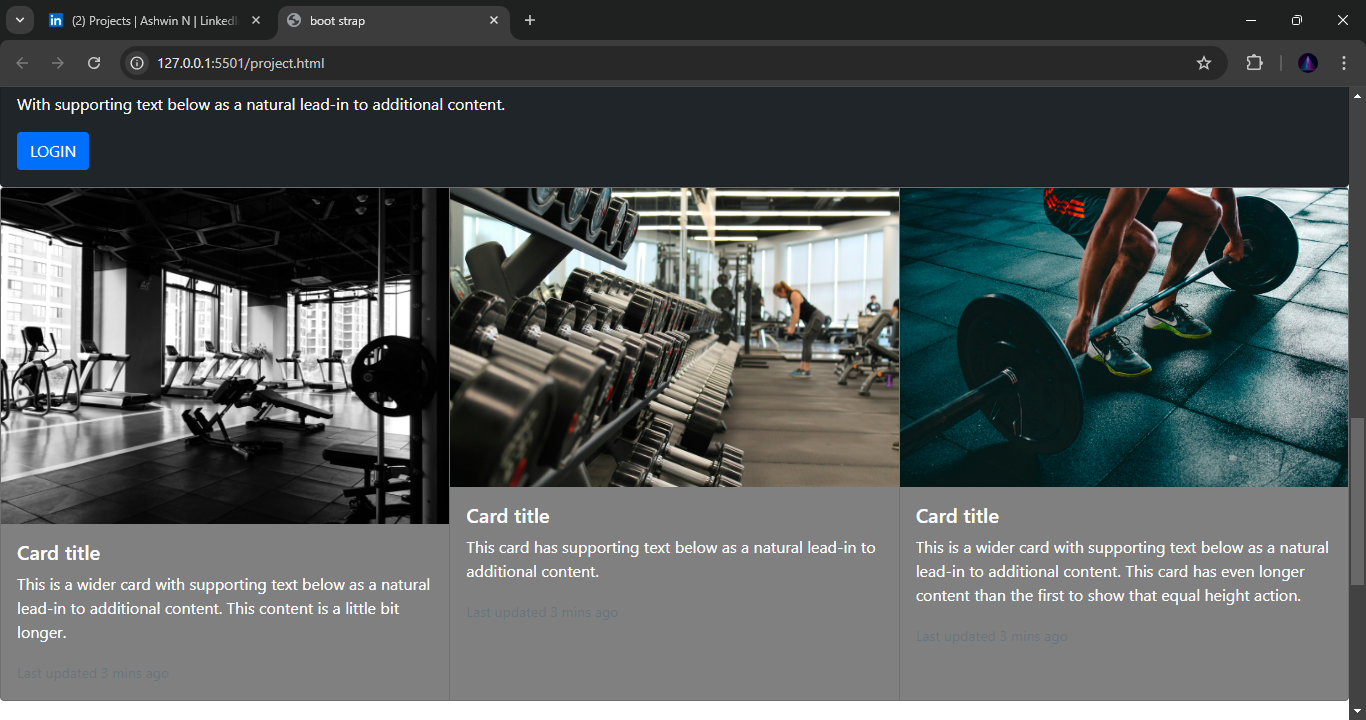 (2) Projects | Ashwin N | LinkedI
boot strap
127.0.0.1:5501/project.html
With supporting text below as a natural lead-in to additional content.
LOGIN
Card title
This is a wider card with supporting text below as a natural
lead-in to additional content. This content is a little bit
longer.
Last updated 3 mins ago
Card title
This card has supporting text below as a natural lead-in to
additional content.
Last updated 3 mins ago
Card title
This is a wider card with supporting text below as a natural
lead-in to additional content. This card has even longer
content than the first to show that equal height action.
Last updated 3 mins ago